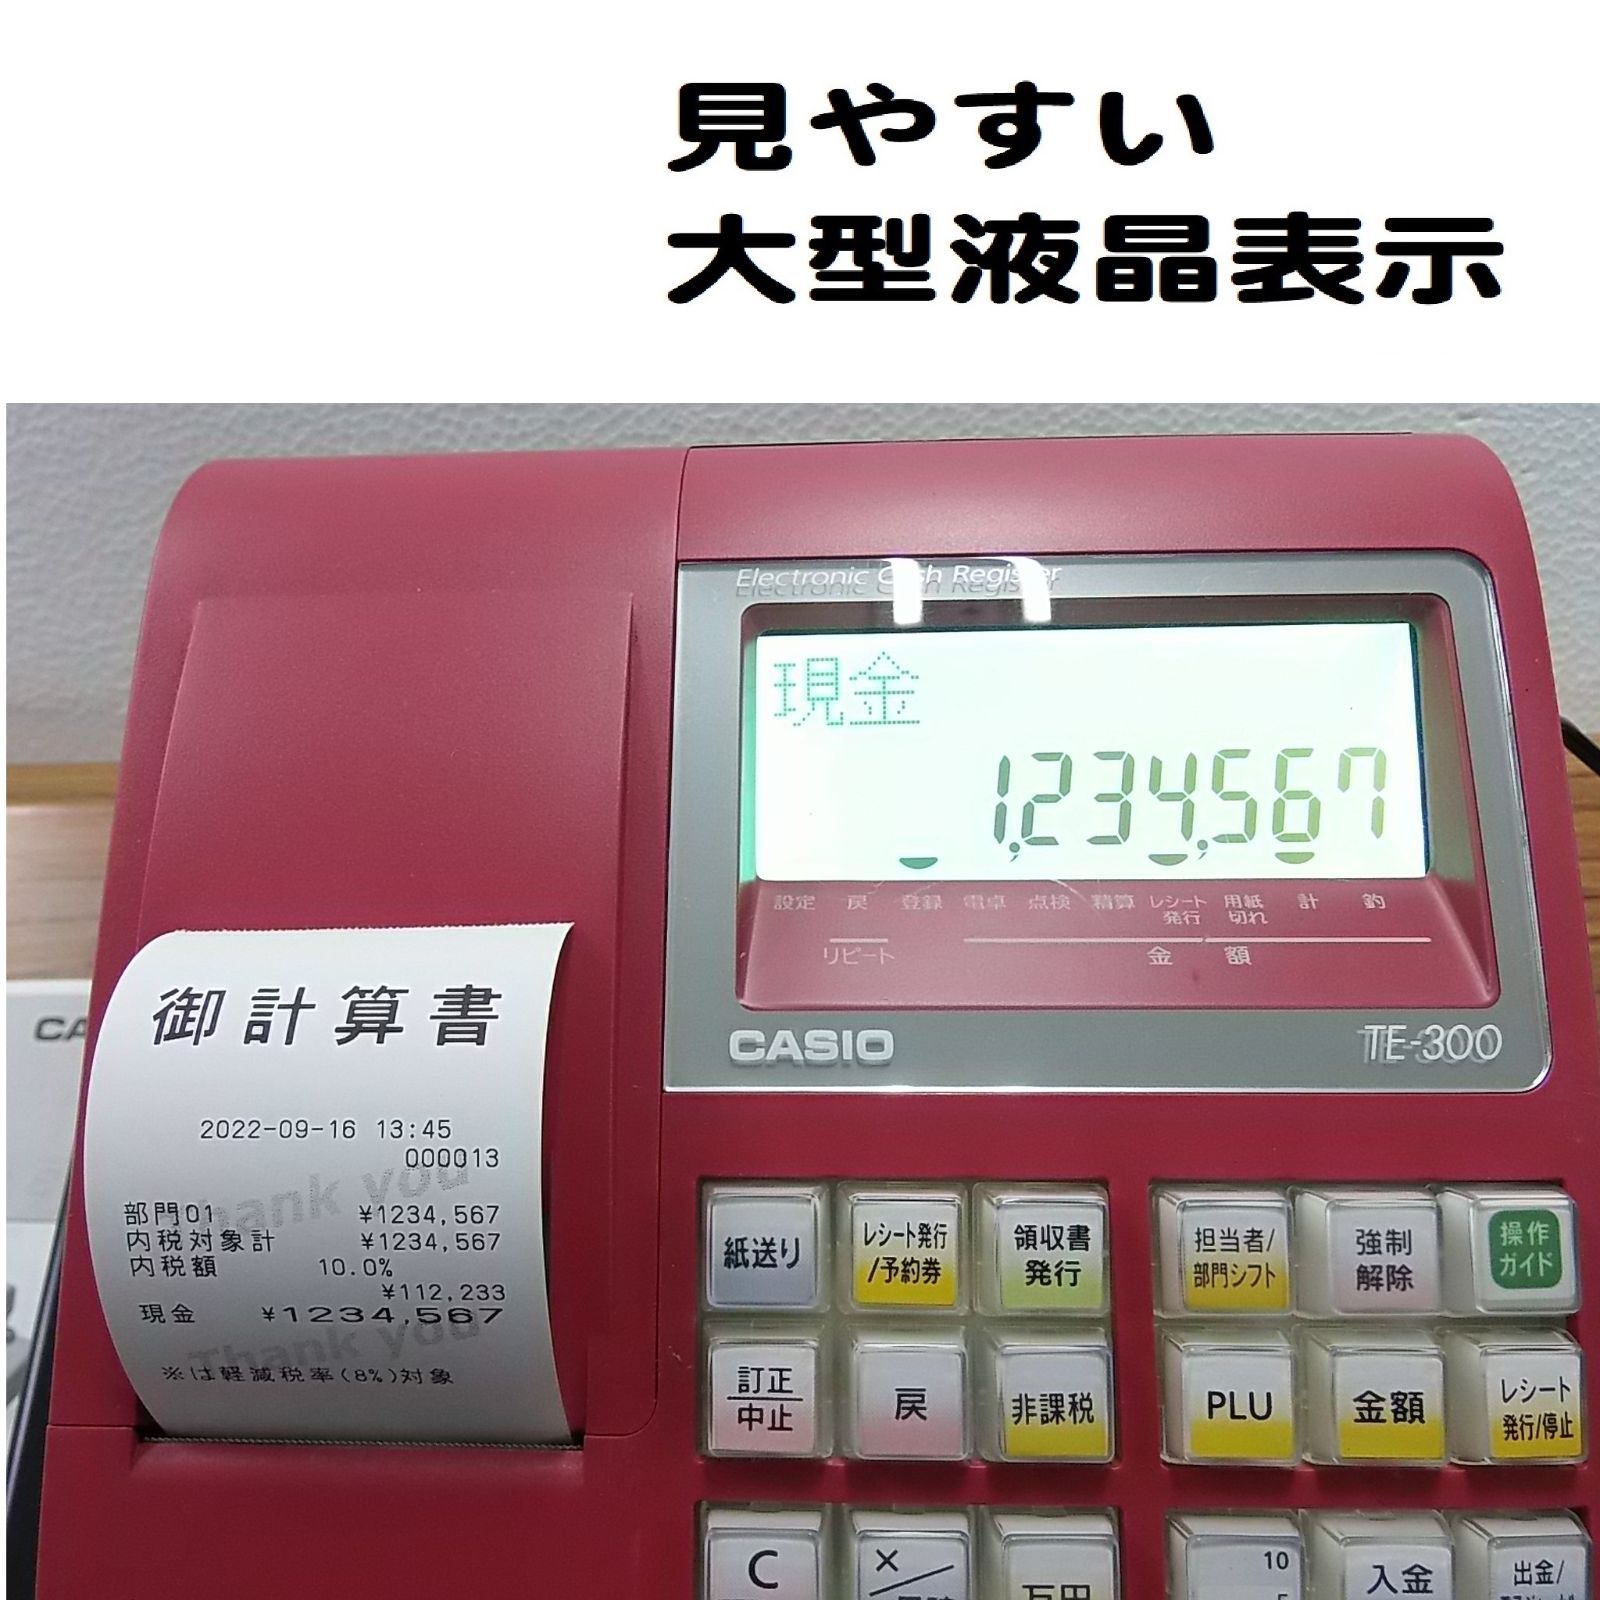 見やすい
大型液晶表示
Electronic Cash Register
現金
1,234,567
設定 戻 登録 電卓 点検 精算 レシート発行 用紙切れ 計 釣
リピート 金額
CASIO TE-300
CA
御計算書
2022-09-16 13:45
000013
部門01 ¥1234,567
内税対象計 ¥1234,567
内税額 10.0%
¥112,233
現金 ¥1234,567
※は軽減税率(8%)対象
Thank you
Thank you
紙送り
レシート発行
/予約券
領収書
発行
担当者/
部門シフト
強制
解除
操作
ガイド
訂正
中止
戻
非課税
PLU
金額
レシート
発行/停止
C
×
万円
10
5
入金
出金/